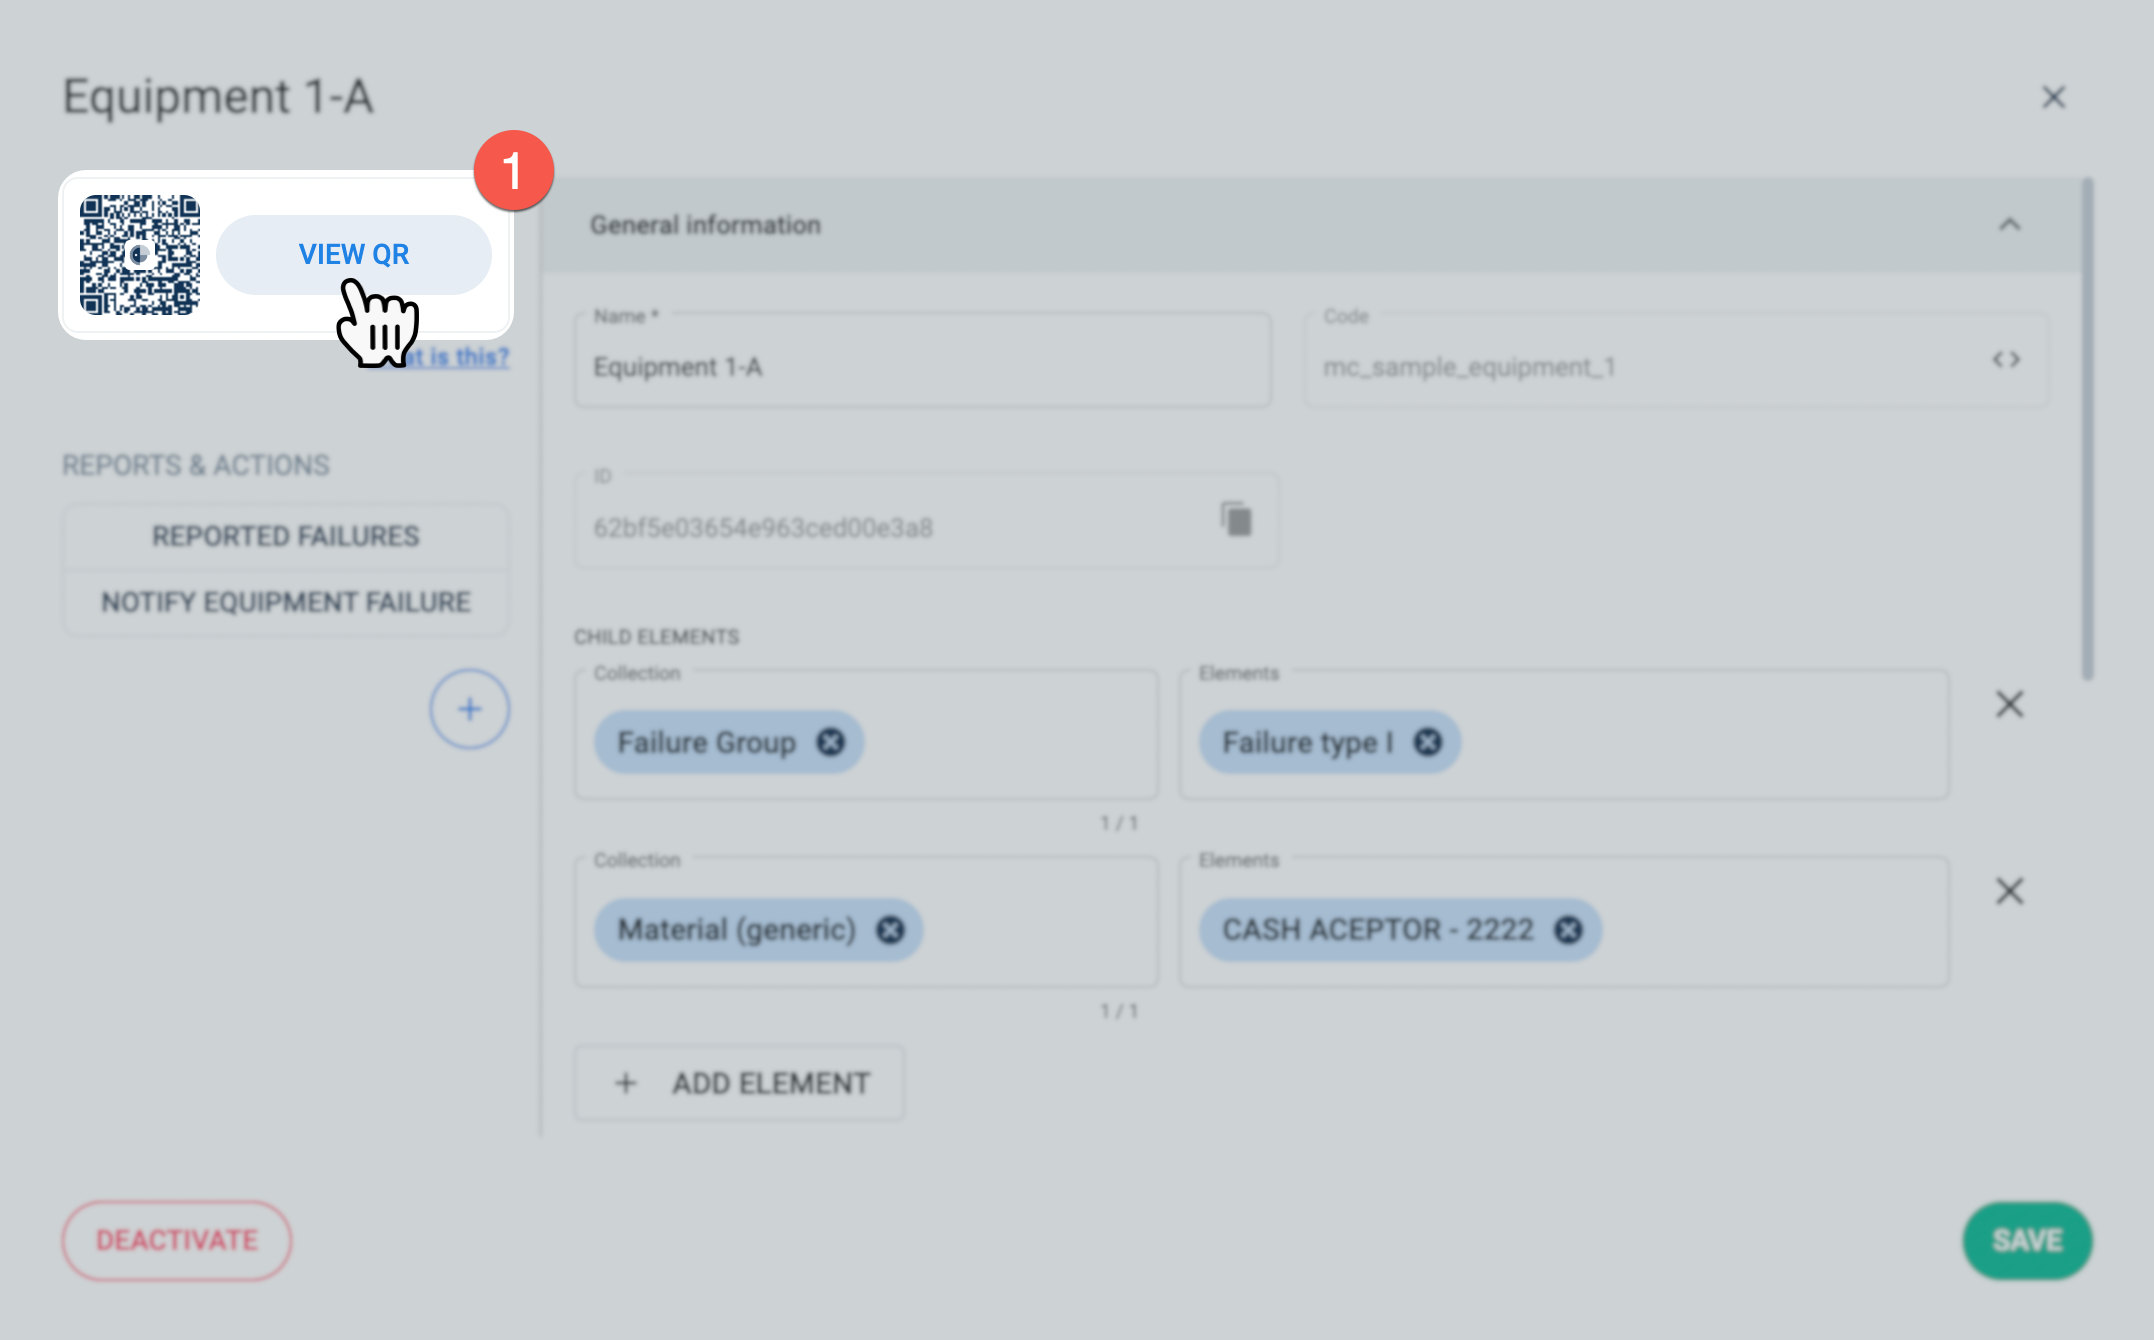 Equipment 1-A
1
VIEW QR
at is this?
REPORTS & ACTIONS
REPORTED FAILURES
NOTIFY EQUIPMENT FAILURE
General information
Name *
Equipment 1-A
Code
mc_sample_equipment_1
ID
62bf5e03654e963ced00e3a8
CHILD ELEMENTS
Collection
Failure Group
Elements
Failure type I
1 / 1
Collection
Material (generic)
Elements
CASH ACEPTOR - 2222
1 / 1
ADD ELEMENT
DEACTIVATE
SAVE